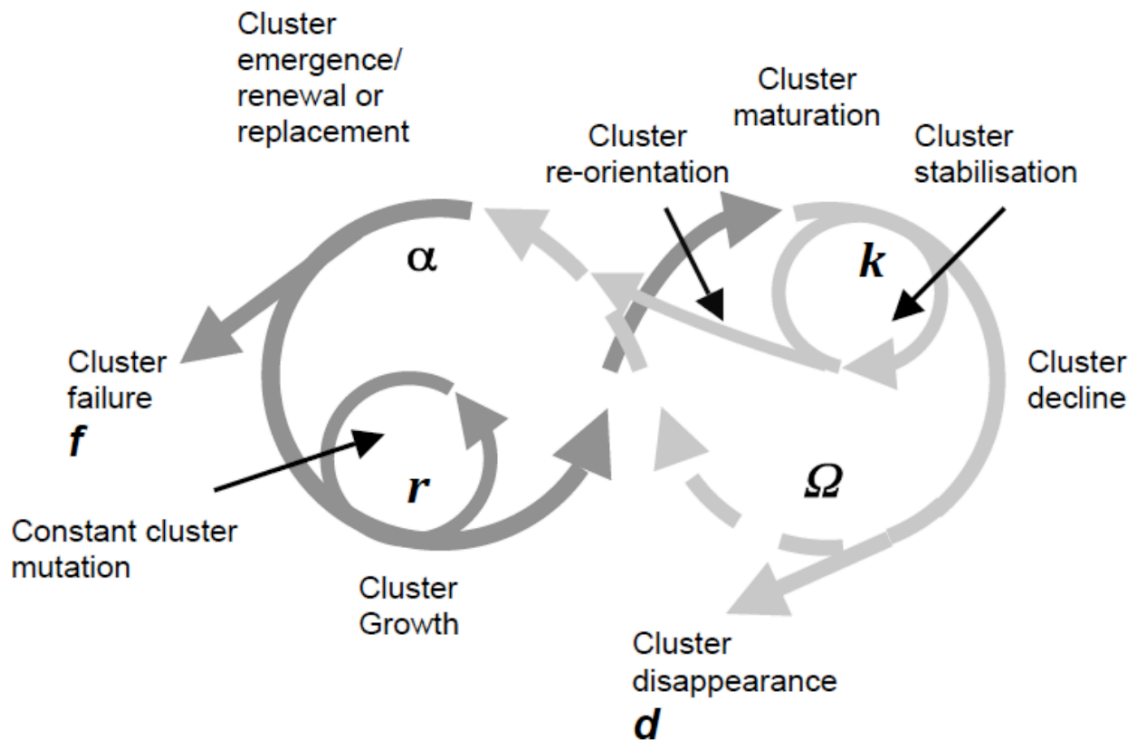 Cluster
emergence/
renewal or
replacement
Cluster
maturation
Cluster
re-orientation
Cluster
stabilisation
α
k
Cluster
failure
f
Cluster
decline
r
Ω
Constant cluster
mutation
Cluster
Growth
Cluster
disappearance
d